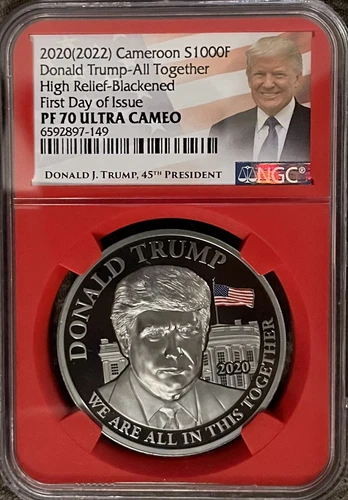 2020(2022) Cameroon S1000F
Donald Trump-All Together
High Relief-Blackened
First Day of Issue
PF 70 ULTRA CAMEO
6592897-149
DONALD J. TRUMP, 45TH PRESIDENT
NGC®
DONALD TRUMP
2020
WE ARE ALL IN THIS TOGETHER